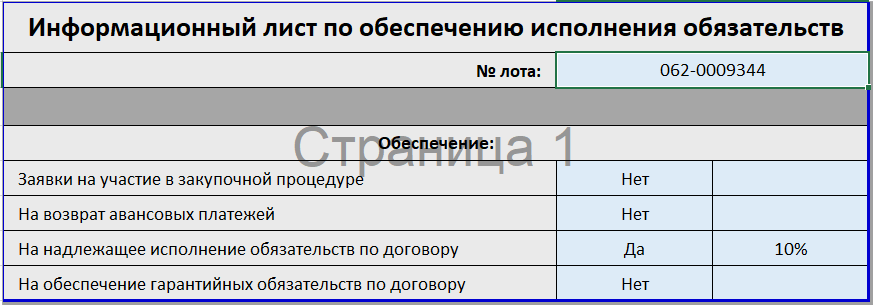 Информационный лист по обеспечению исполнения обязательств
№ лота: 062-0009344
Страница 1
Обеспечение:
Заявки на участие в закупочной процедуре Нет
На возврат авансовых платежей Нет
На надлежащее исполнение обязательств по договору Да 10%
На обеспечение гарантийных обязательств по договору Нет